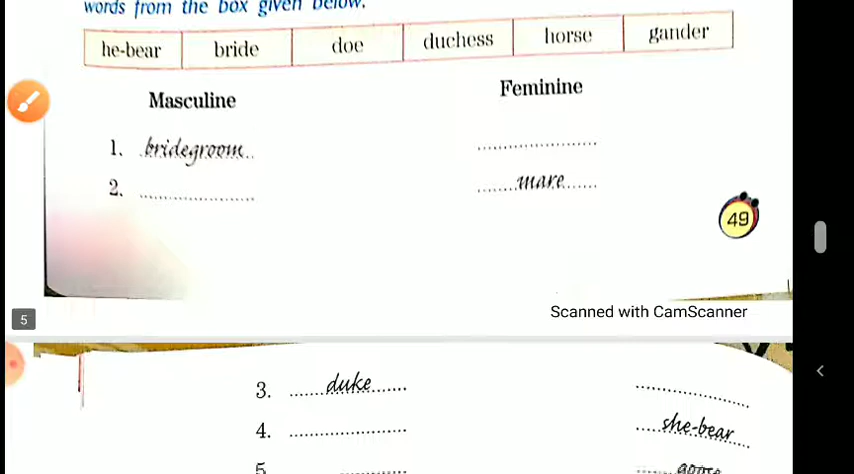 words from the box given below.
he-bear bride doe duchess horse gander
Masculine Feminine
1. bridegroom
2. mare
49
5
Scanned with CamScanner
3. duke
4. she-bear
5 goose